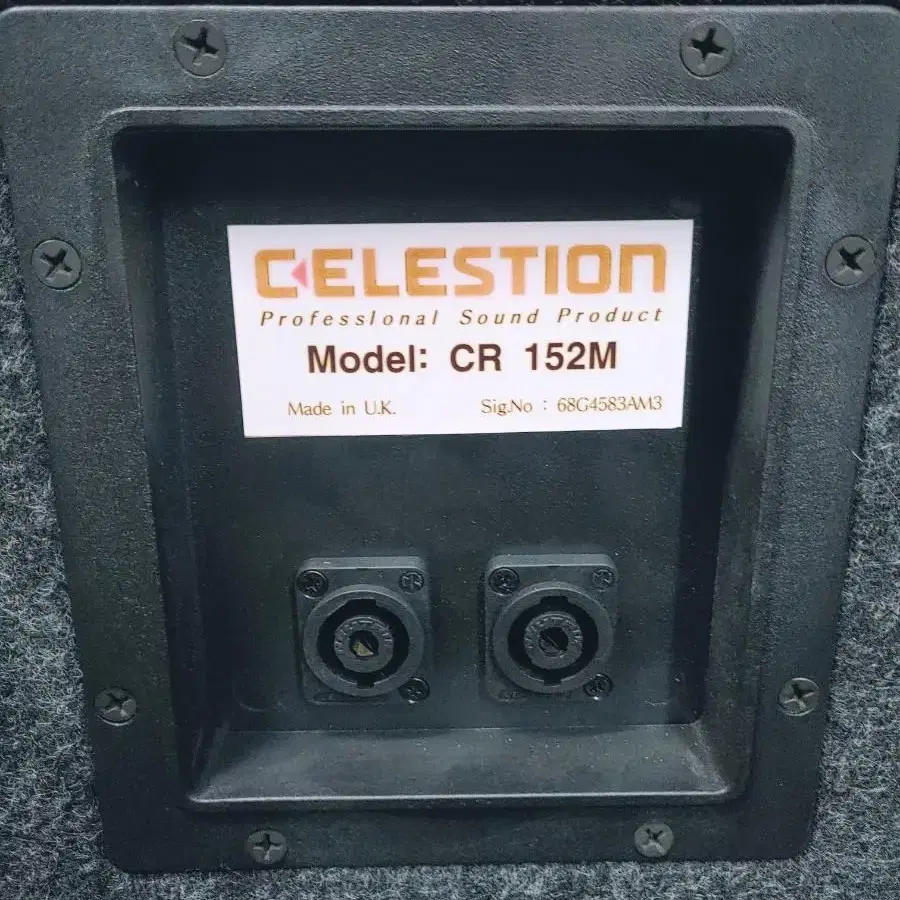 CELESTION
Professional Sound Product
Model: CR 152M
Made in U.K. Sig.No : 68G4583AM3